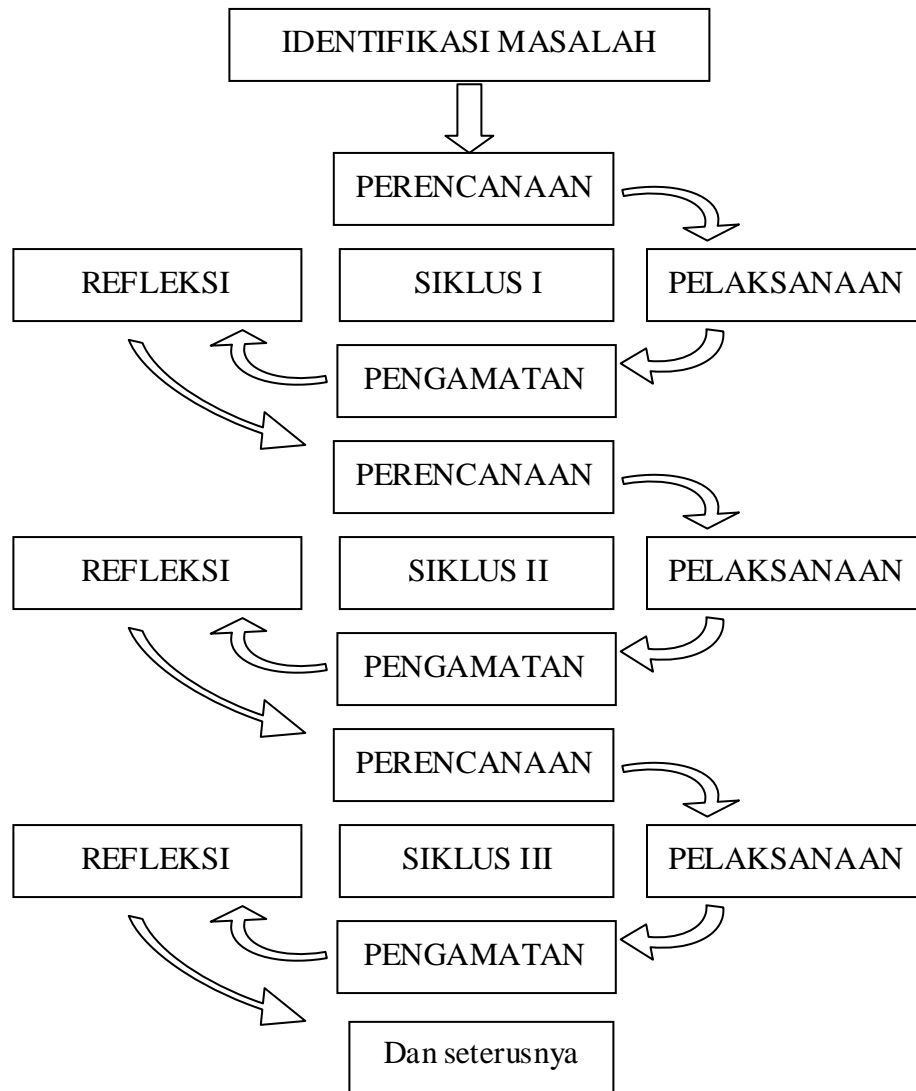 IDENTIFIKASI MASALAH
PERENCANAAN
REFLEKSI
SIKLUS I
PELAKSANAAN
PENGAMATAN
PERENCANAAN
REFLEKSI
SIKLUS II
PELAKSANAAN
PENGAMATAN
PERENCANAAN
REFLEKSI
SIKLUS III
PELAKSANAAN
PENGAMATAN
Dan seterusnya